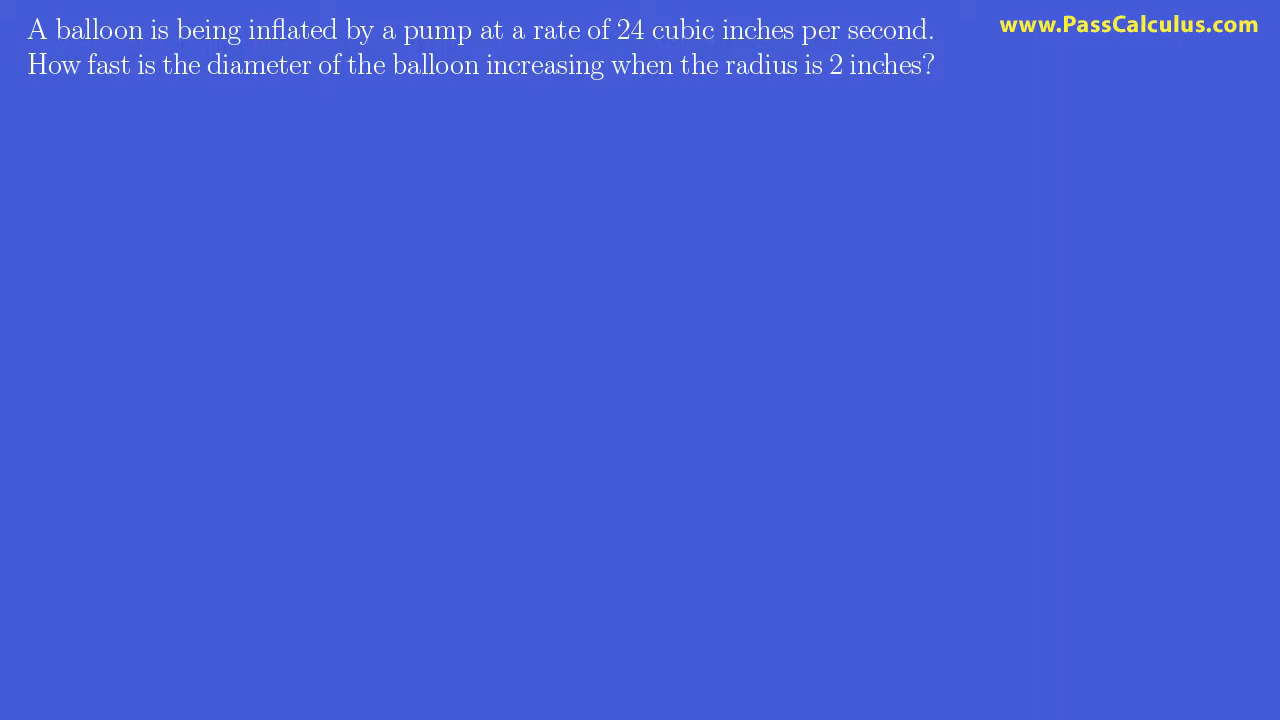 A balloon is being inflated by a pump at a rate of 24 cubic inches per second.
How fast is the diameter of the balloon increasing when the radius is 2 inches?
www.PassCalculus.com